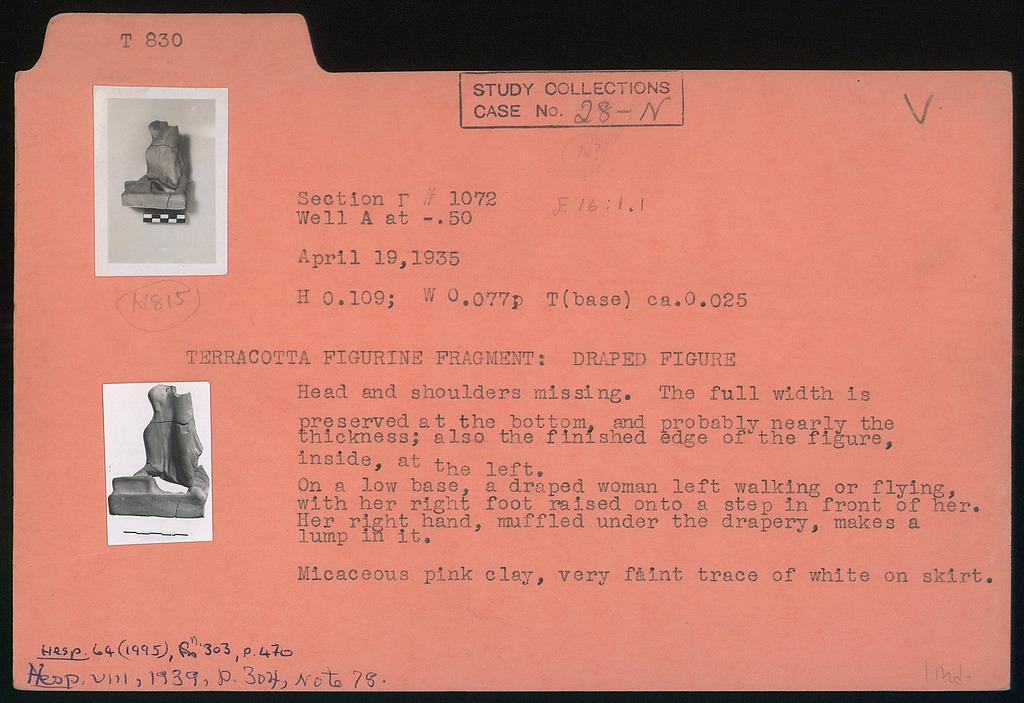 T 830
STUDY COLLECTIONS
CASE No. 28-N
V
N?
Section Γ # 1072
Well A at -.50
E 16:1.1
April 19,1935
H 0.109; W 0.077; T(base) ca.0.025
N815
TERRACOTTA FIGURINE FRAGMENT: DRAPED FIGURE
Head and shoulders missing. The full width is
preserved at the bottom, and probably nearly the
thickness; also the finished edge of the figure,
inside, at the left.
On a low base, a draped woman left walking or flying,
with her right foot raised onto a step in front of her.
Her right hand, muffled under the drapery, makes a
lump in it.
Micaceous pink clay, very faint trace of white on skirt.
Hesp. 64 (1995), n. 303, p. 470
Hesp. VIII, 1939, p. 304, Note 78.